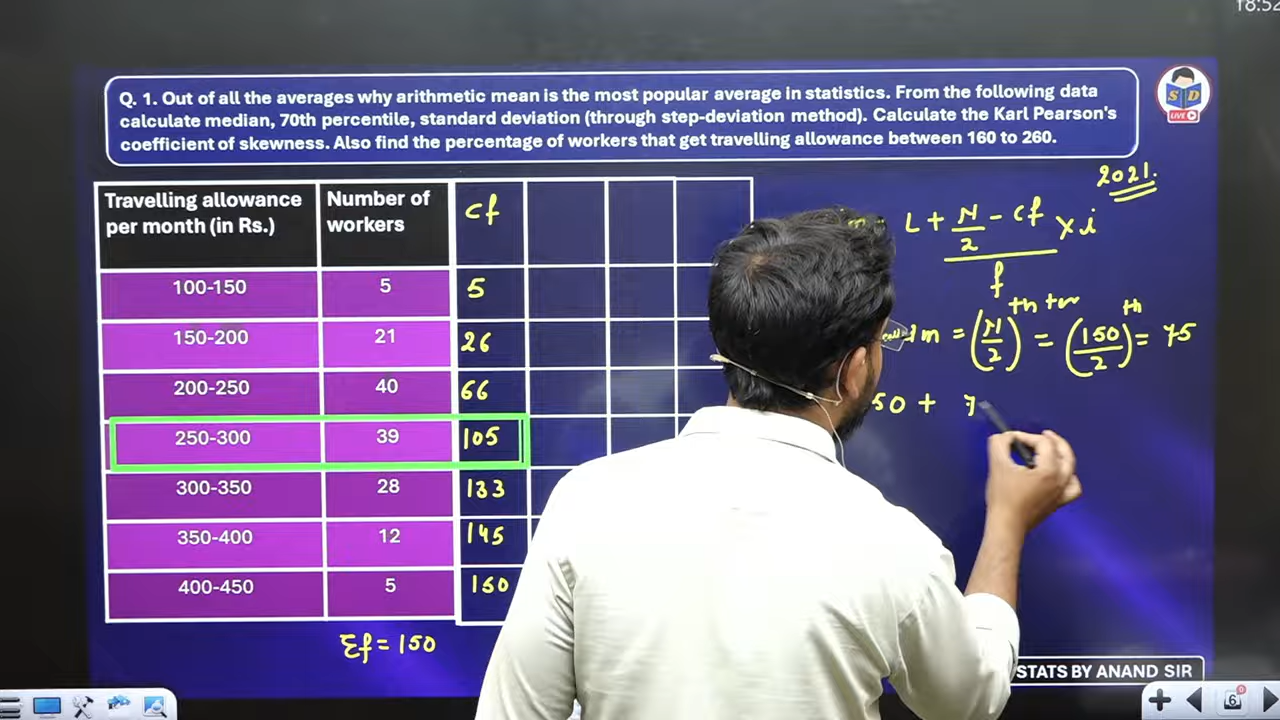 18:52
Q. 1. Out of all the averages why arithmetic mean is the most popular average in statistics. From the following data
calculate median, 70th percentile, standard deviation (through step-deviation method). Calculate the Karl Pearson's
coefficient of skewness. Also find the percentage of workers that get travelling allowance between 160 to 260.
SD
LIVE
2021.
Travelling allowance per month (in Rs.) Number of workers cf
100-150 5 5
150-200 21 26
200-250 40 66
250-300 39 105
300-350 28 133
350-400 12 145
400-450 5 150
Σf = 150
L + N/2 - cf × i
f
m = (N/2)th = (150/2)th = 75
50 + 7
STATS BY ANAND SIR
6